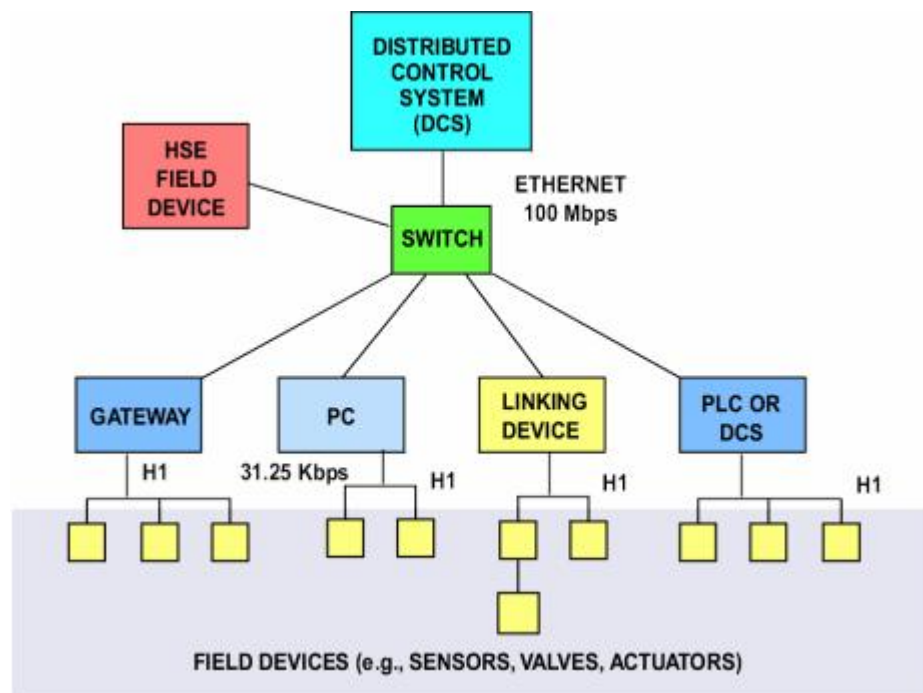 DISTRIBUTED
CONTROL
SYSTEM
(DCS)
HSE
FIELD
DEVICE
ETHERNET
100 Mbps
SWITCH
GATEWAY
PC
LINKING
DEVICE
PLC OR
DCS
H1
31.25 Kbps
H1
H1
H1
FIELD DEVICES (e.g., SENSORS, VALVES, ACTUATORS)